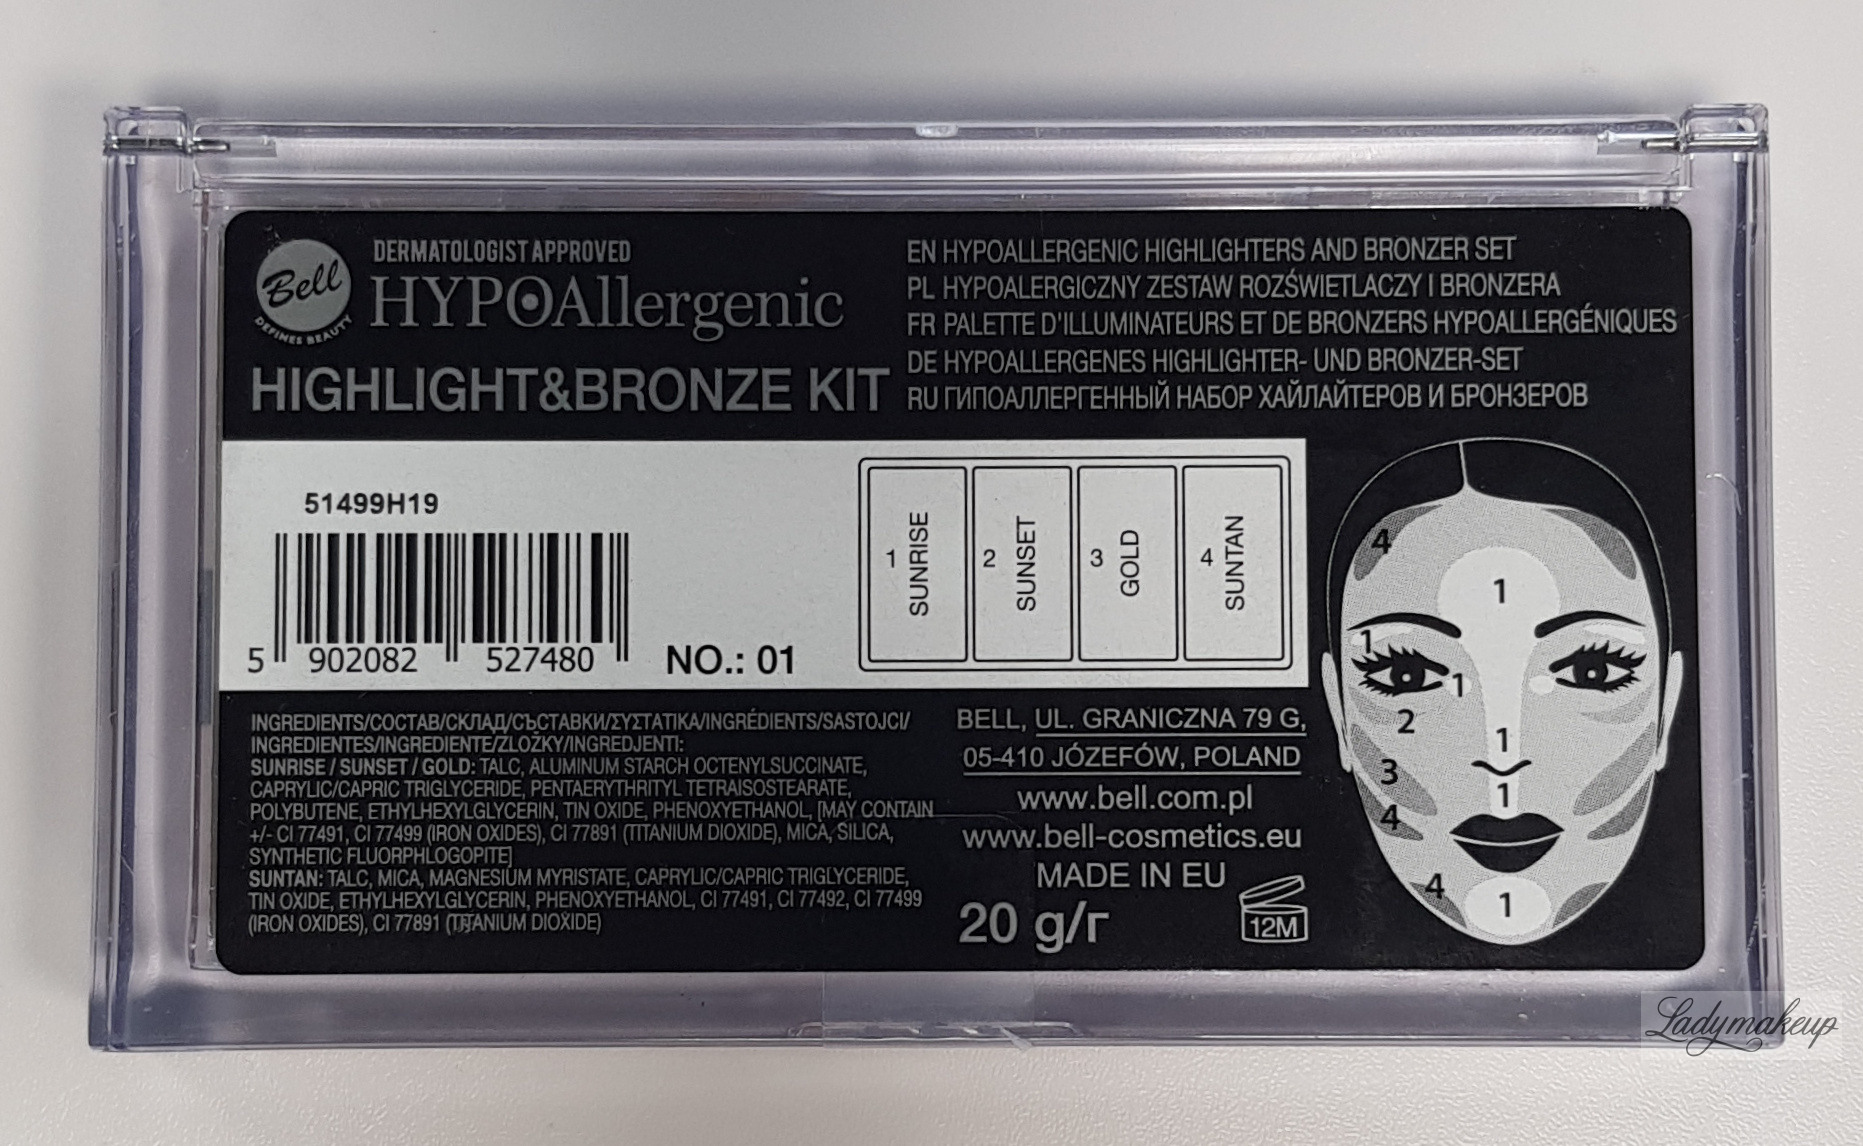 Bell
DEFINES BEAUTY
DERMATOLOGIST APPROVED
HYPOAllergenic
HIGHLIGHT&BRONZE KIT
EN HYPOALLERGENIC HIGHLIGHTERS AND BRONZER SET
PL HYPOALERGICZNY ZESTAW ROZŚWIETLACZY I BRONZERA
FR PALETTE D'ILLUMINATEURS ET DE BRONZERS HYPOALLERGÉNIQUES
DE HYPOALLERGENES HIGHLIGHTER- UND BRONZER-SET
RU ГИПОАЛЛЕРГЕННЫЙ НАБОР ХАЙЛАЙТЕРОВ И БРОНЗЕРОВ
51499H19
5 902082 527480
NO.: 01
1 SUNRISE
2 SUNSET
3 GOLD
4 SUNTAN
INGREDIENTS/СОСТАВ/СКЛАД/СЪСТАВКИ/ΣΥΣΤΑΤΙΚΑ/INGRÉDIENTS/SASTOJCI/
INGREDIENTES/INGREDIENTE/ZLOŽKY/INGREDJENTI:
SUNRISE / SUNSET / GOLD: TALC, ALUMINUM STARCH OCTENYLSUCCINATE,
CAPRYLIC/CAPRIC TRIGLYCERIDE, PENTAERYTHRITYL TETRAISOSTEARATE,
POLYBUTENE, ETHYLHEXYLGLYCERIN, TIN OXIDE, PHENOXYETHANOL, [MAY CONTAIN
+/- CI 77491, CI 77499 (IRON OXIDES), CI 77891 (TITANIUM DIOXIDE), MICA, SILICA,
SYNTHETIC FLUORPHLOGOPITE]
SUNTAN: TALC, MICA, MAGNESIUM MYRISTATE, CAPRYLIC/CAPRIC TRIGLYCERIDE,
TIN OXIDE, ETHYLHEXYLGLYCERIN, PHENOXYETHANOL, CI 77491, CI 77492, CI 77499
(IRON OXIDES), CI 77891 (TITANIUM DIOXIDE)
BELL, UL. GRANICZNA 79 G,
05-410 JÓZEFÓW, POLAND
www.bell.com.pl
www.bell-cosmetics.eu
MADE IN EU
20 g/г
12M
4
1
1
1
2
1
3
1
4
4
1
Ladymakeup